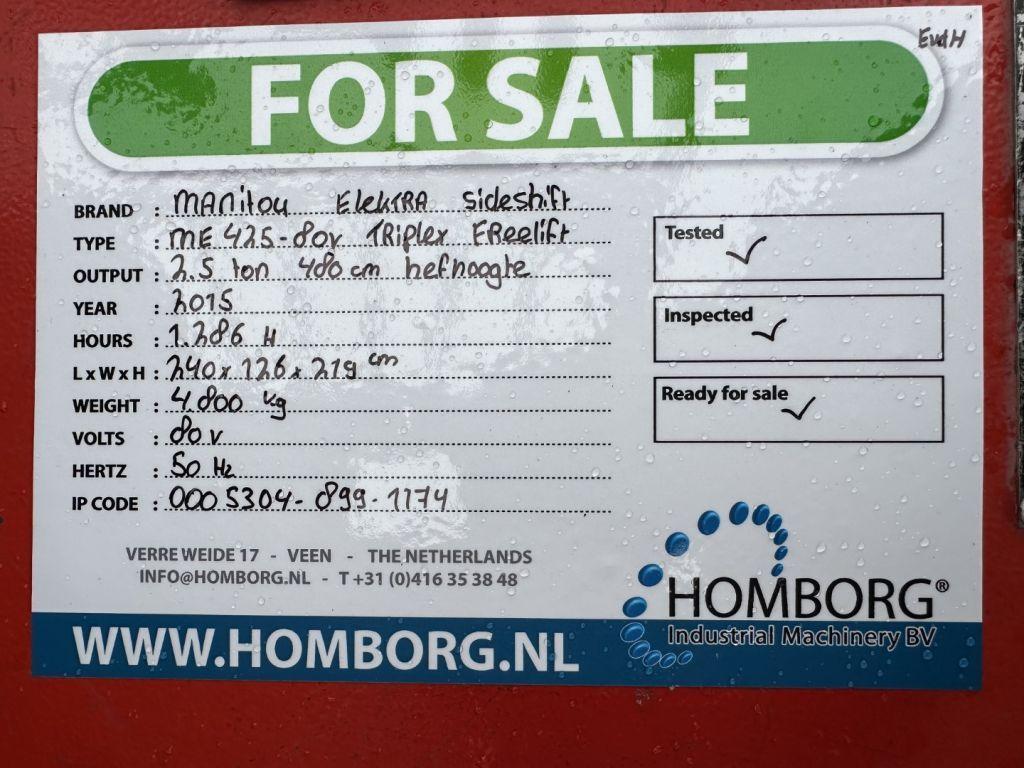 EvdH
FOR SALE
BRAND : MANitou ElekTRA sideshift
TYPE : ME 425-80v TRiplex FReelift
OUTPUT : 2.5 ton 480 cm hefhoogte
YEAR : 2015
HOURS : 1.286 H
L x W x H : 240 x 126 x 219 cm
WEIGHT : 4.800 kg
VOLTS : 80 v
HERTZ : 50 Hz
IP CODE : 000 S304-899-1174
Tested ✓
Inspected ✓
Ready for sale ✓
VERRE WEIDE 17 - VEEN - THE NETHERLANDS
INFO@HOMBORG.NL - T +31 (0)416 35 38 48
HOMBORG®
Industrial Machinery BV
WWW.HOMBORG.NL